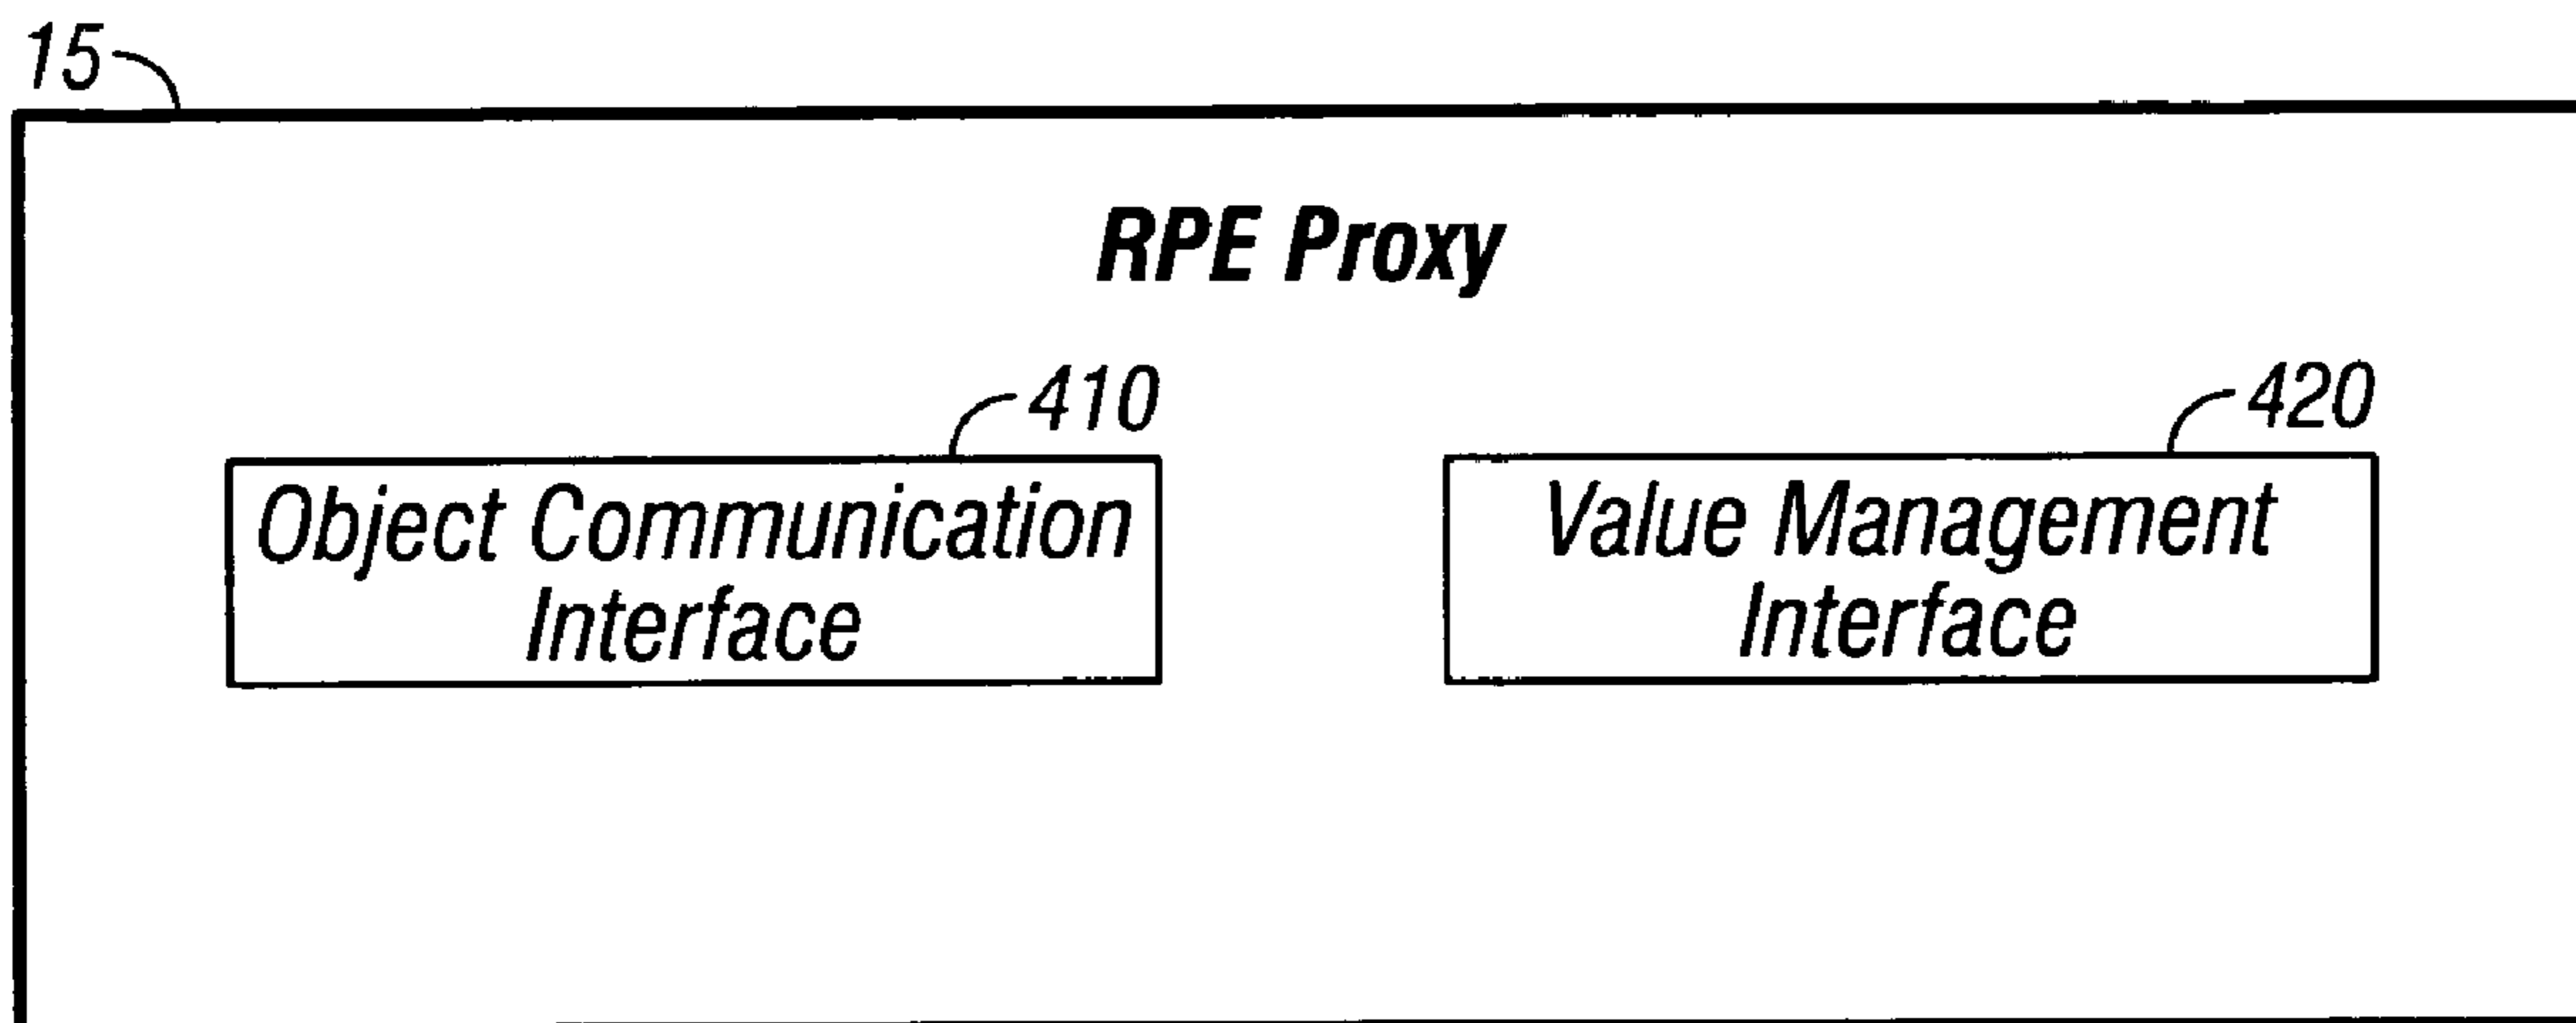 15
RPE Proxy
410
420
Object Communication
Interface
Value Management
Interface